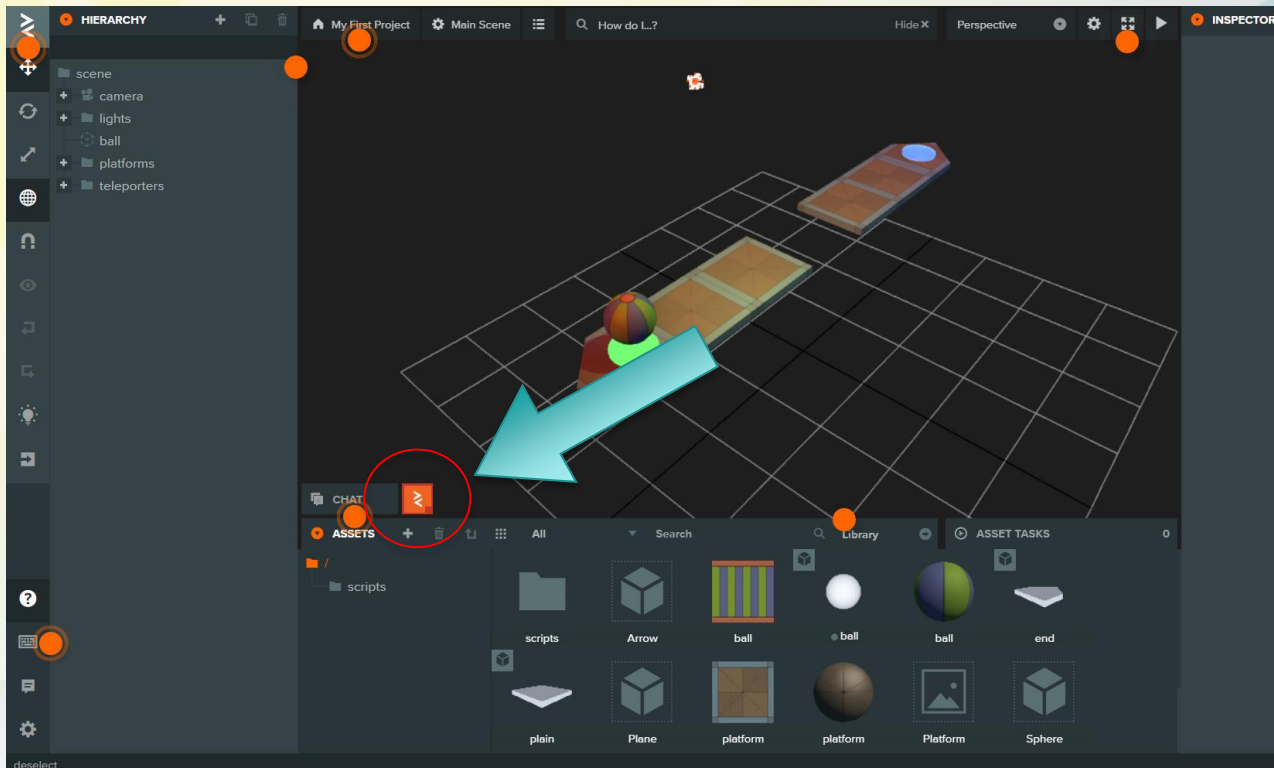 HIERARCHY
My First Project
Main Scene
How do I...?
Hide
Perspective
INSPECTOR
scene
camera
lights
ball
platforms
teleporters
CHAT
ASSETS
All
Search
Library
ASSET TASKS
0
/
scripts
scripts
Arrow
ball
ball
ball
end
plain
Plane
platform
platform
Platform
Sphere
deselect